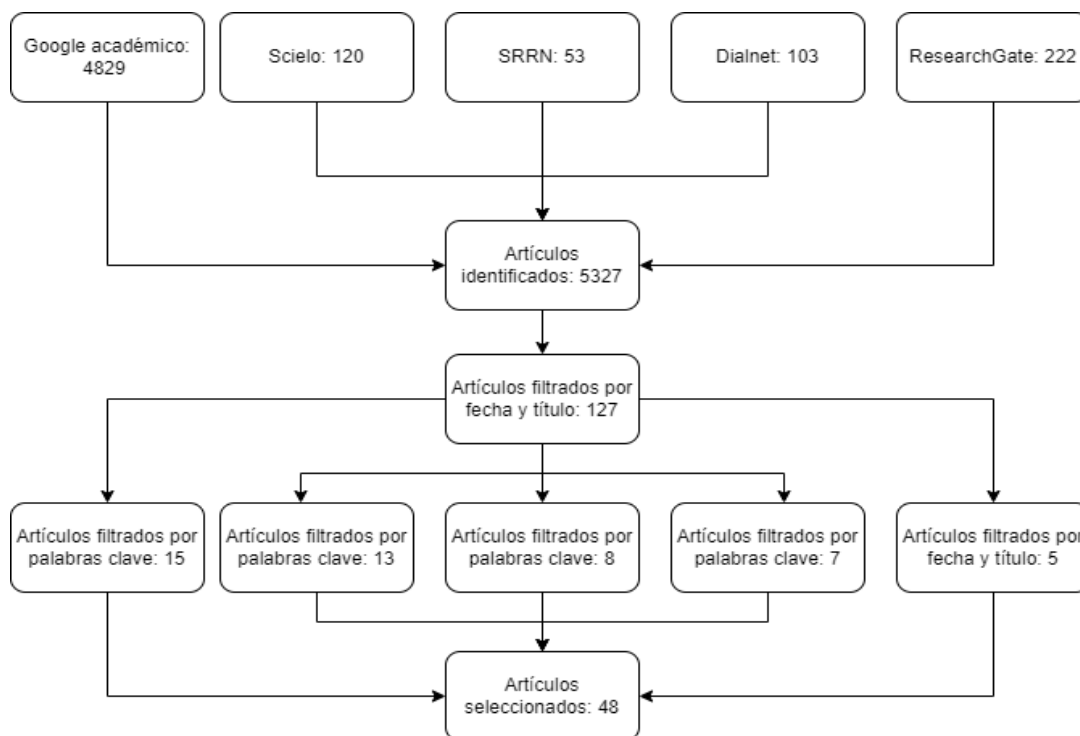 Google académico:
4829
Scielo: 120
SRRN: 53
Dialnet: 103
ResearchGate: 222
Artículos
identificados: 5327
Artículos filtrados por
fecha y título: 127
Artículos filtrados por
palabras clave: 15
Artículos filtrados por
palabras clave: 13
Artículos filtrados por
palabras clave: 8
Artículos filtrados por
palabras clave: 7
Artículos filtrados por
fecha y título: 5
Artículos
seleccionados: 48